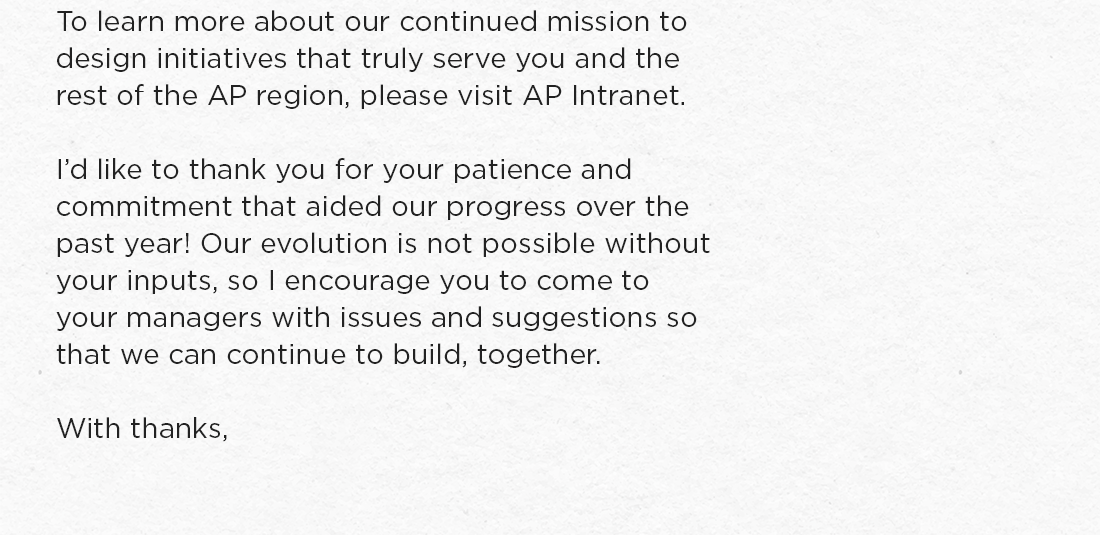 To learn more about our continued mission to
design initiatives that truly serve you and the
rest of the AP region, please visit AP Intranet.
I’d like to thank you for your patience and
commitment that aided our progress over the
past year! Our evolution is not possible without
your inputs, so I encourage you to come to
your managers with issues and suggestions so
that we can continue to build, together.
With thanks,